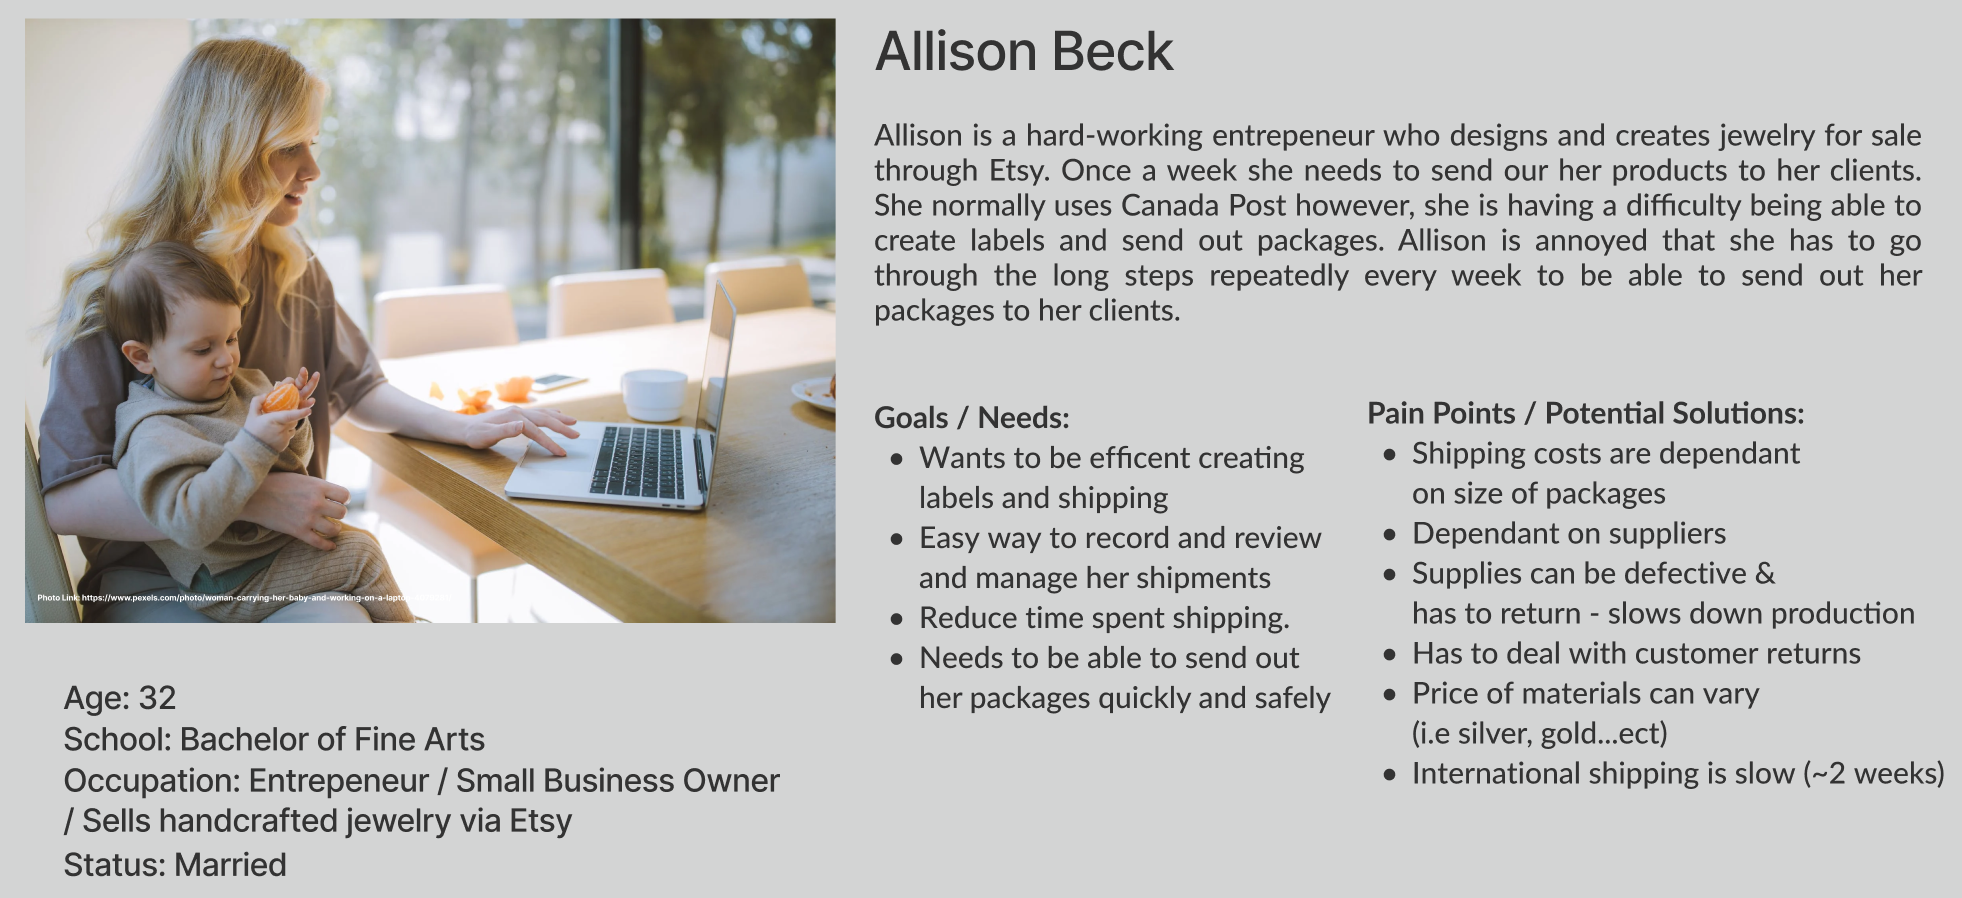 Allison Beck
Allison is a hard-working entrepeneur who designs and creates jewelry for sale
through Etsy. Once a week she needs to send our her products to her clients.
She normally uses Canada Post however, she is having a difficulty being able to
create labels and send out packages. Allison is annoyed that she has to go
through the long steps repeatedly every week to be able to send out her
packages to her clients.
Goals / Needs:
• Wants to be efficent creating
labels and shipping
• Easy way to record and review
and manage her shipments
• Reduce time spent shipping.
• Needs to be able to send out
her packages quickly and safely
Pain Points / Potential Solutions:
• Shipping costs are dependant
on size of packages
• Dependant on suppliers
• Supplies can be defective &
has to return - slows down production
• Has to deal with customer returns
• Price of materials can vary
(i.e silver, gold...ect)
• International shipping is slow (~2 weeks)
Photo Link: https://www.pexels.com/photo/woman-carrying-her-baby-and-working-on-a-lapto
Age: 32
School: Bachelor of Fine Arts
Occupation: Entrepeneur / Small Business Owner
/ Sells handcrafted jewelry via Etsy
Status: Married